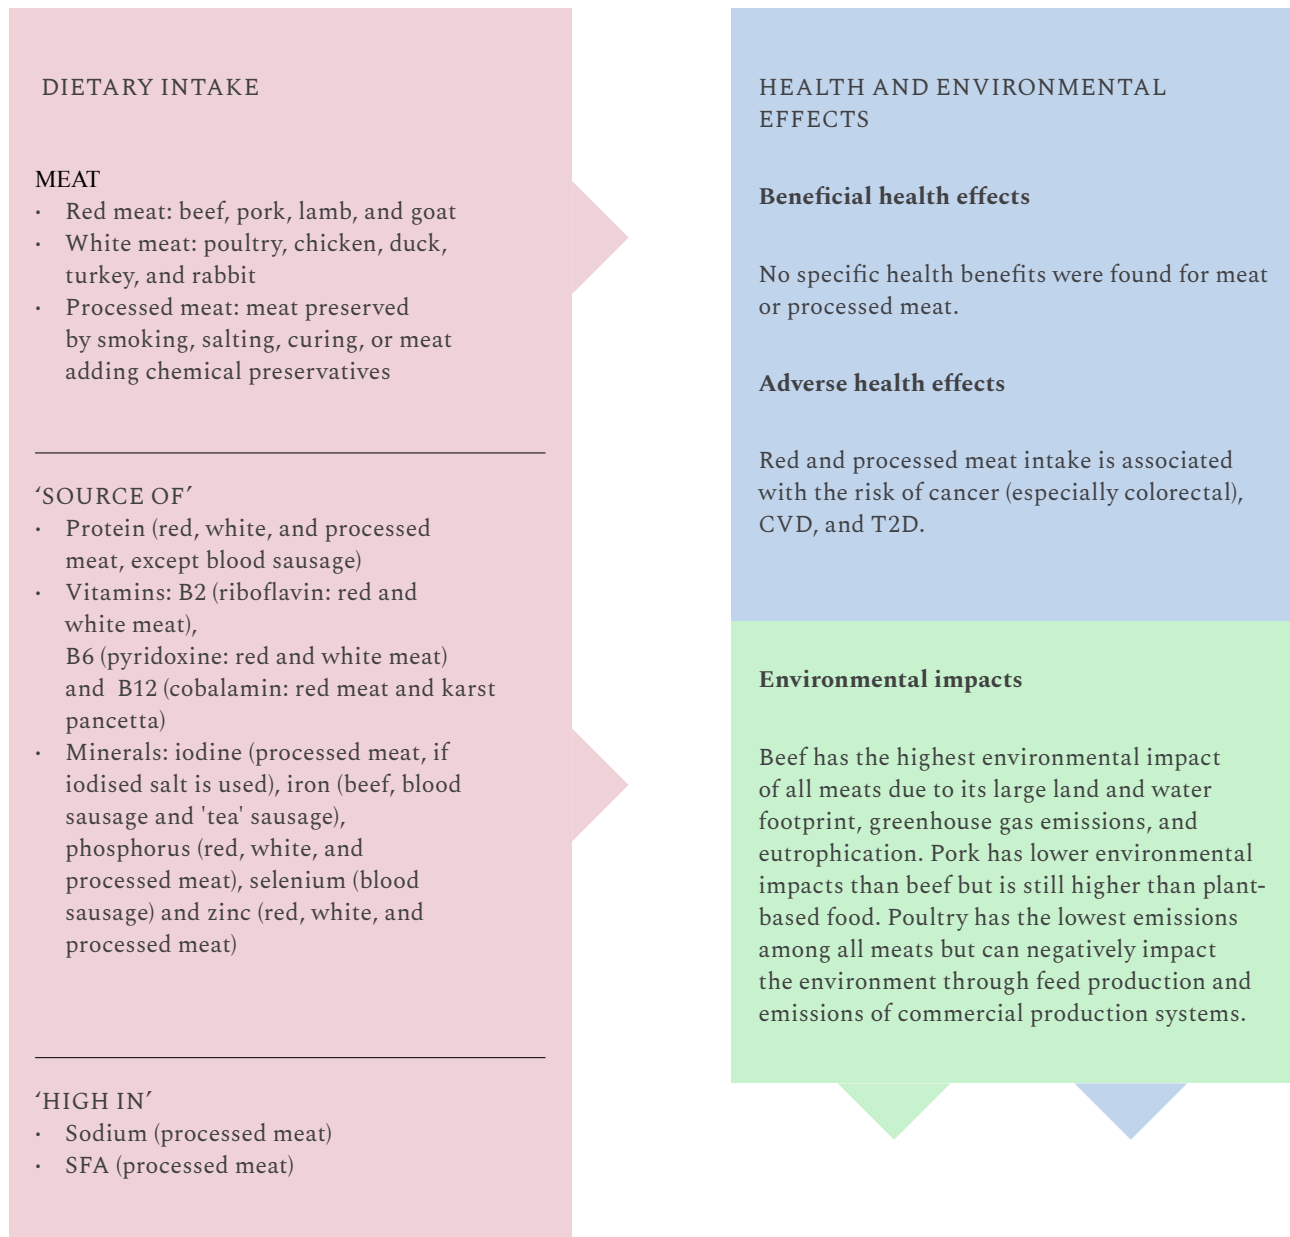 DIETARY INTAKE
MEAT
· Red meat: beef, pork, lamb, and goat
· White meat: poultry, chicken, duck,
turkey, and rabbit
· Processed meat: meat preserved
by smoking, salting, curing, or meat
adding chemical preservatives
‘SOURCE OF’
· Protein (red, white, and processed
meat, except blood sausage)
· Vitamins: B2 (riboflavin: red and
white meat),
B6 (pyridoxine: red and white meat)
and B12 (cobalamin: red meat and karst
pancetta)
· Minerals: iodine (processed meat, if
iodised salt is used), iron (beef, blood
sausage and 'tea' sausage),
phosphorus (red, white, and
processed meat), selenium (blood
sausage) and zinc (red, white, and
processed meat)
‘HIGH IN’
· Sodium (processed meat)
· SFA (processed meat)
HEALTH AND ENVIRONMENTAL
EFFECTS
Beneficial health effects
No specific health benefits were found for meat
or processed meat.
Adverse health effects
Red and processed meat intake is associated
with the risk of cancer (especially colorectal),
CVD, and T2D.
Environmental impacts
Beef has the highest environmental impact
of all meats due to its large land and water
footprint, greenhouse gas emissions, and
eutrophication. Pork has lower environmental
impacts than beef but is still higher than plant-
based food. Poultry has the lowest emissions
among all meats but can negatively impact
the environment through feed production and
emissions of commercial production systems.